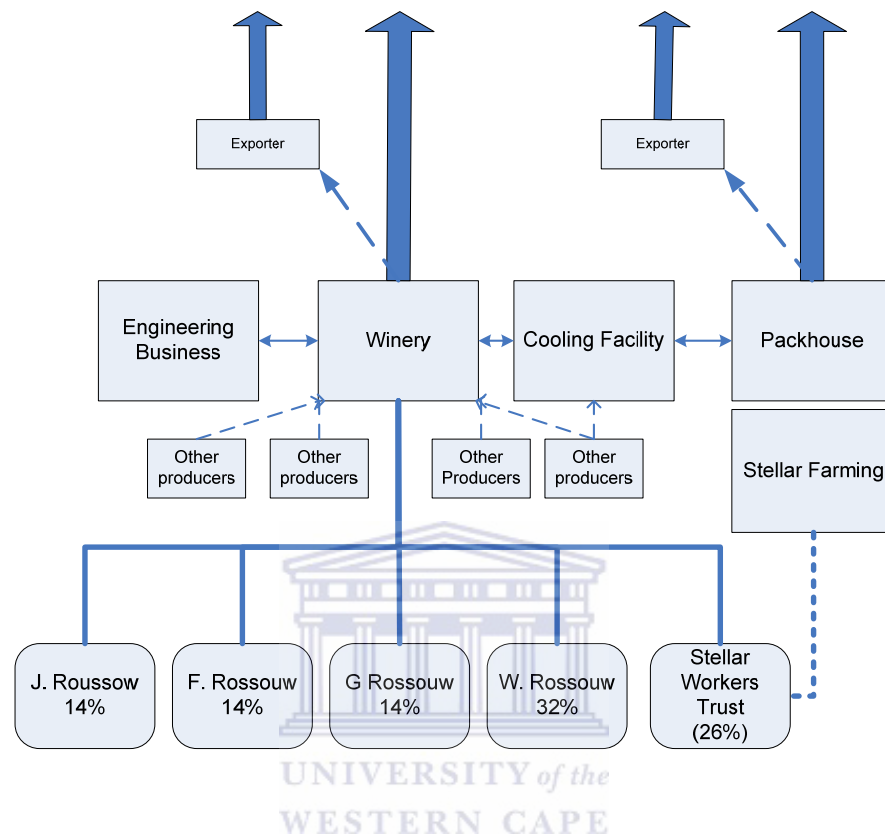 Exporter
Exporter
Engineering
Business
Winery
Cooling Facility
Packhouse
Other
producers
Other
producers
Other
Producers
Other
producers
Stellar Farming
J. Roussow
14%
F. Rossouw
14%
G Rossouw
14%
W. Rossouw
32%
Stellar
Workers
Trust
(26%)
UNIVERSITY of the
WESTERN CAPE